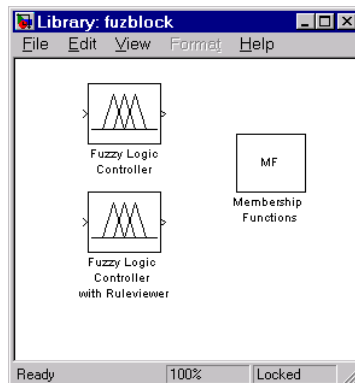 Library: fuzblock
File Edit View Format Help
Fuzzy Logic
Controller
MF
Membership
Functions
Fuzzy Logic
Controller
with Ruleviewer
Ready 100% Locked